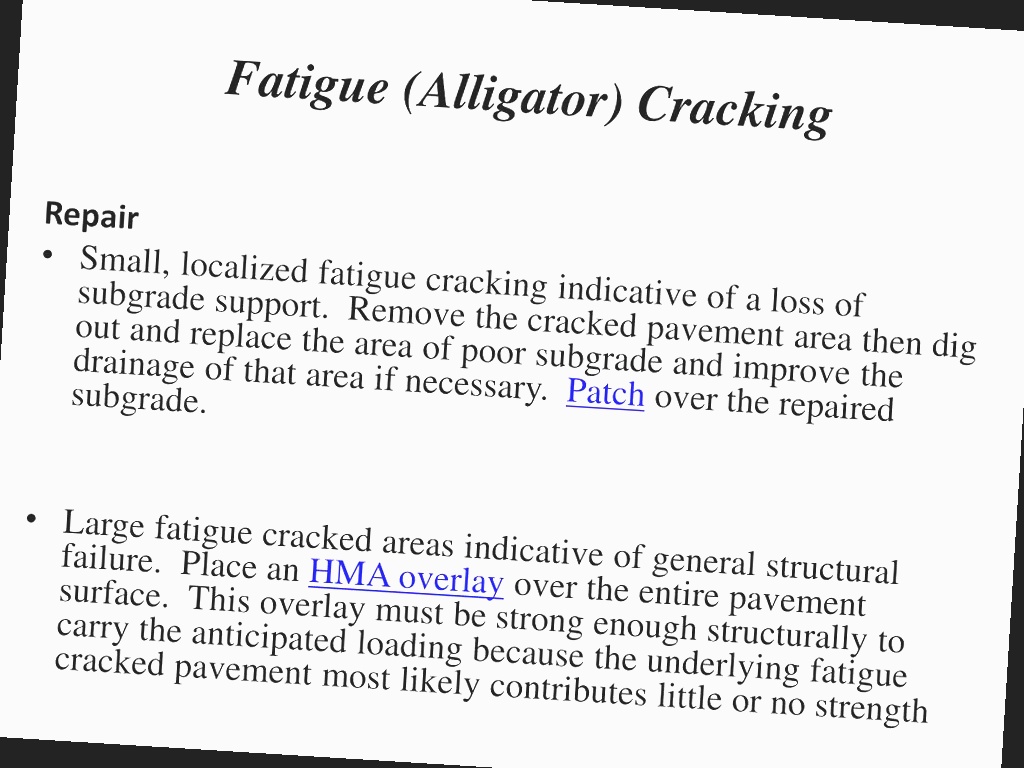 Fatigue (Alligator) Cracking
Repair
• Small, localized fatigue cracking indicative of a loss of
subgrade support.  Remove the cracked pavement area then dig
out and replace the area of poor subgrade and improve the
drainage of that area if necessary.  Patch over the repaired
subgrade.
• Large fatigue cracked areas indicative of general structural
failure.  Place an HMA overlay over the entire pavement
surface.  This overlay must be strong enough structurally to
carry the anticipated loading because the underlying fatigue
cracked pavement most likely contributes little or no strength